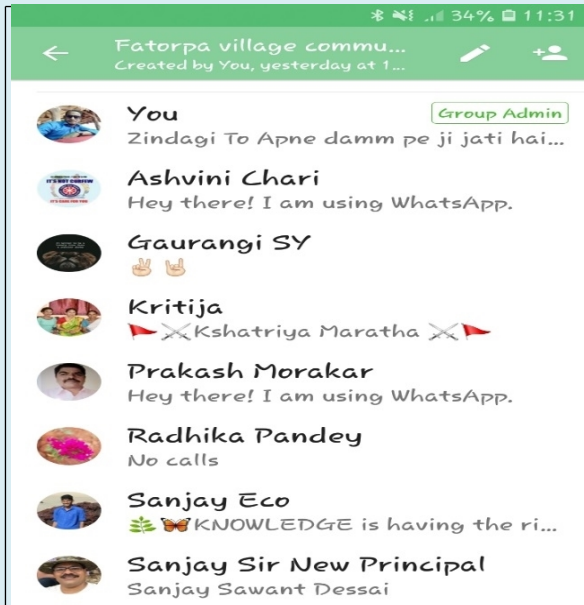 34% 11:31
Fatorpa village commu...
Created by You, yesterday at 1...
You
Group Admin
Zindagi To Apne damm pe ji jati hai...
Ashvini Chari
Hey there! I am using WhatsApp.
Gaurangi SY
✌🏻 🤘🏻
Kritija
🚩⚔Kshatriya Maratha ⚔🚩
Prakash Morakar
Hey there! I am using WhatsApp.
Radhika Pandey
No calls
Sanjay Eco
🌿 🦋KNOWLEDGE is having the ri...
Sanjay Sir New Principal
Sanjay Sawant Dessai